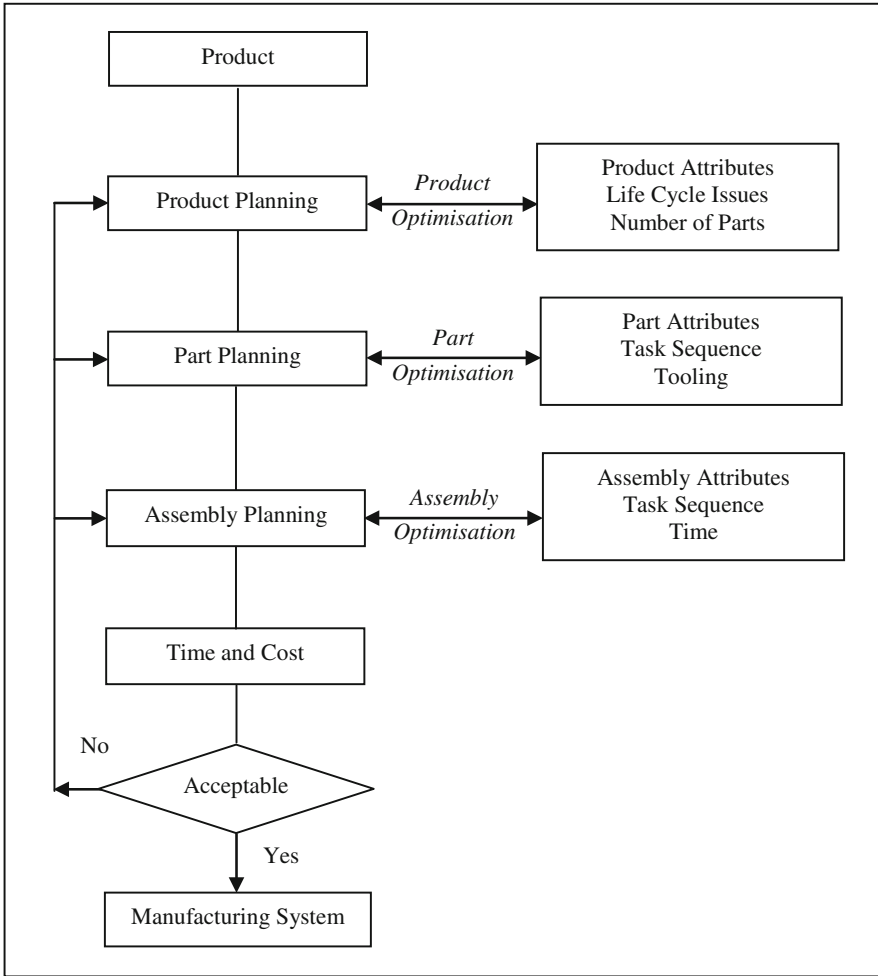 Product
Product Planning
Product
Optimisation
Product Attributes
Life Cycle Issues
Number of Parts
Part Planning
Part
Optimisation
Part Attributes
Task Sequence
Tooling
Assembly Planning
Assembly
Optimisation
Assembly Attributes
Task Sequence
Time
Time and Cost
No
Acceptable
Yes
Manufacturing System